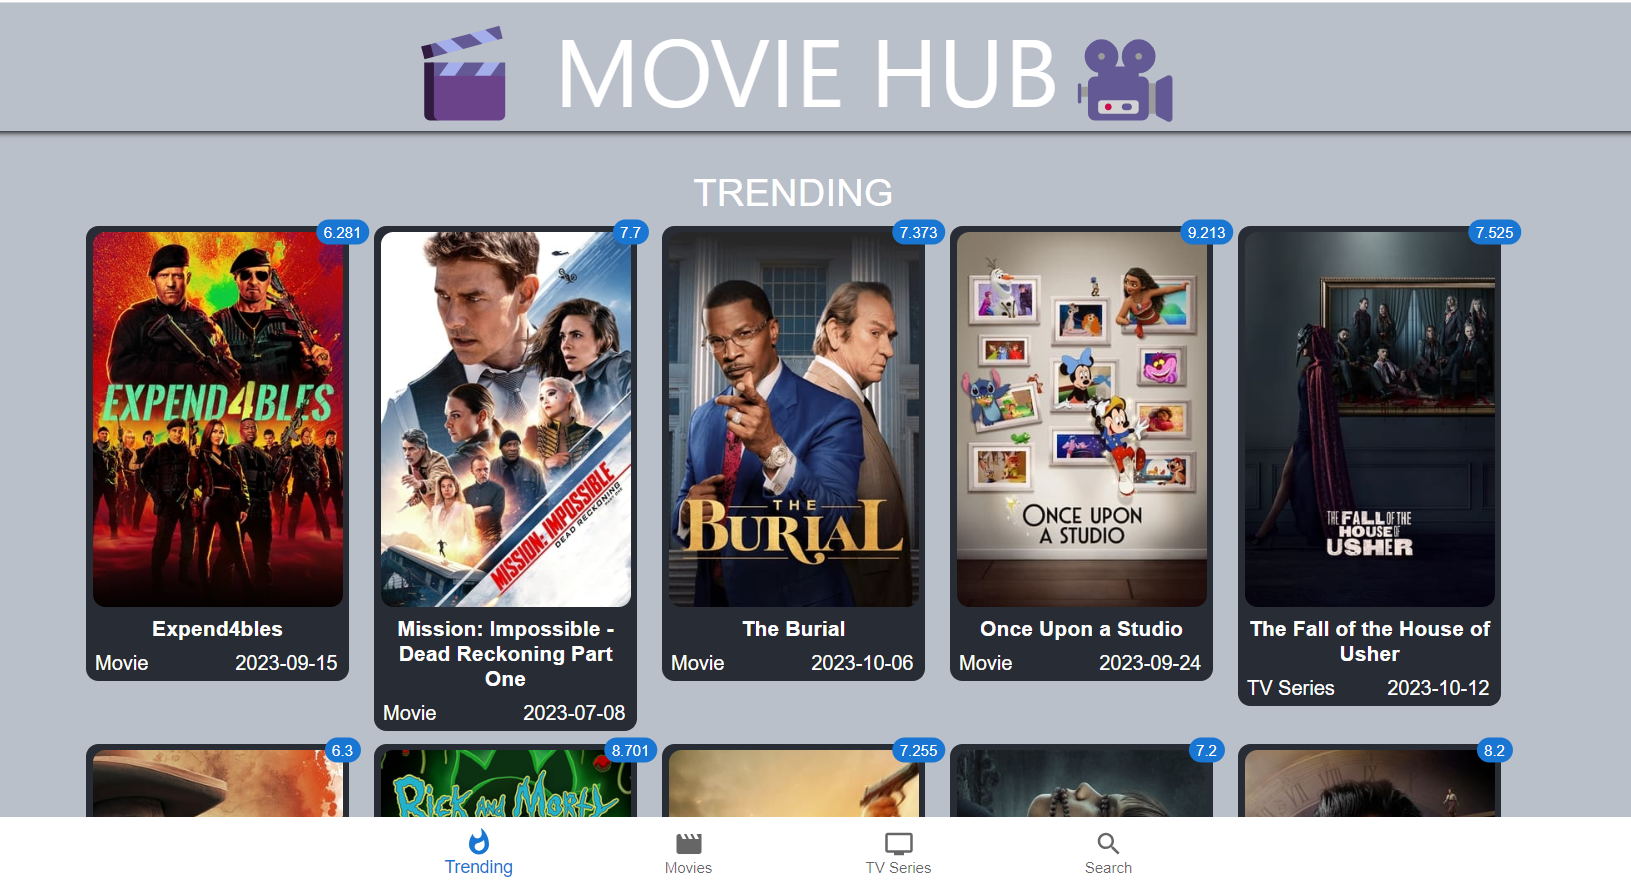 MOVIE HUB
TRENDING
6.281
7.7
7.373
9.213
7.525
EXPEND4BLES
MISSION: IMPOSSIBLE
DEAD RECKONING
THE
BURIAL
ONCE UPON
A STUDIO
THE FALL OF THE
HOUSE OF
USHER
Expend4bles
Movie 2023-09-15
Mission: Impossible -
Dead Reckoning Part
One
Movie 2023-07-08
The Burial
Movie 2023-10-06
Once Upon a Studio
Movie 2023-09-24
The Fall of the House of
Usher
TV Series 2023-10-12
6.3
8.701
7.255
7.2
8.2
RICK AND MORTY
Trending
Movies
TV Series
Search